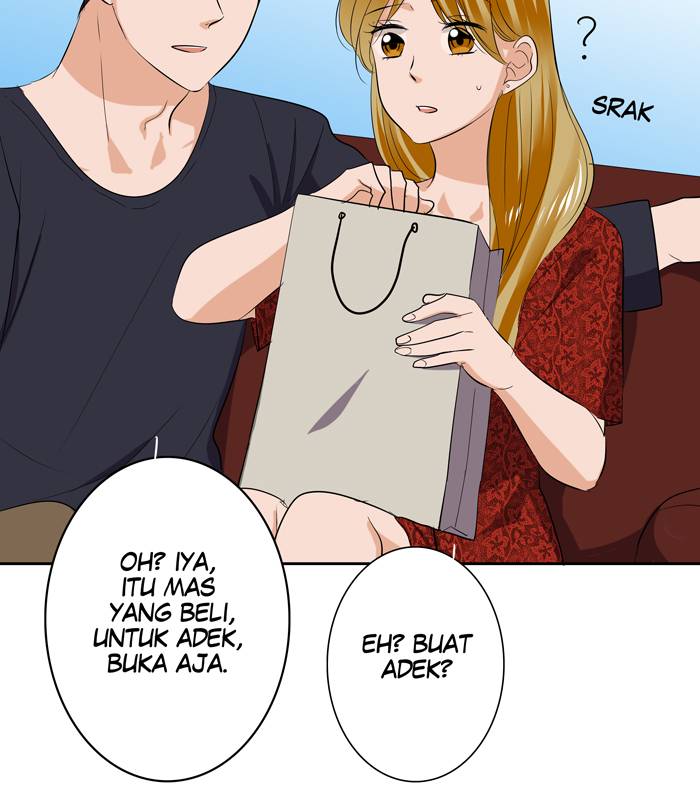 ?
SRAK
OH? IYA,
ITU MAS
YANG BELI,
UNTUK ADEK,
BUKA AJA.
EH? BUAT
ADEK?